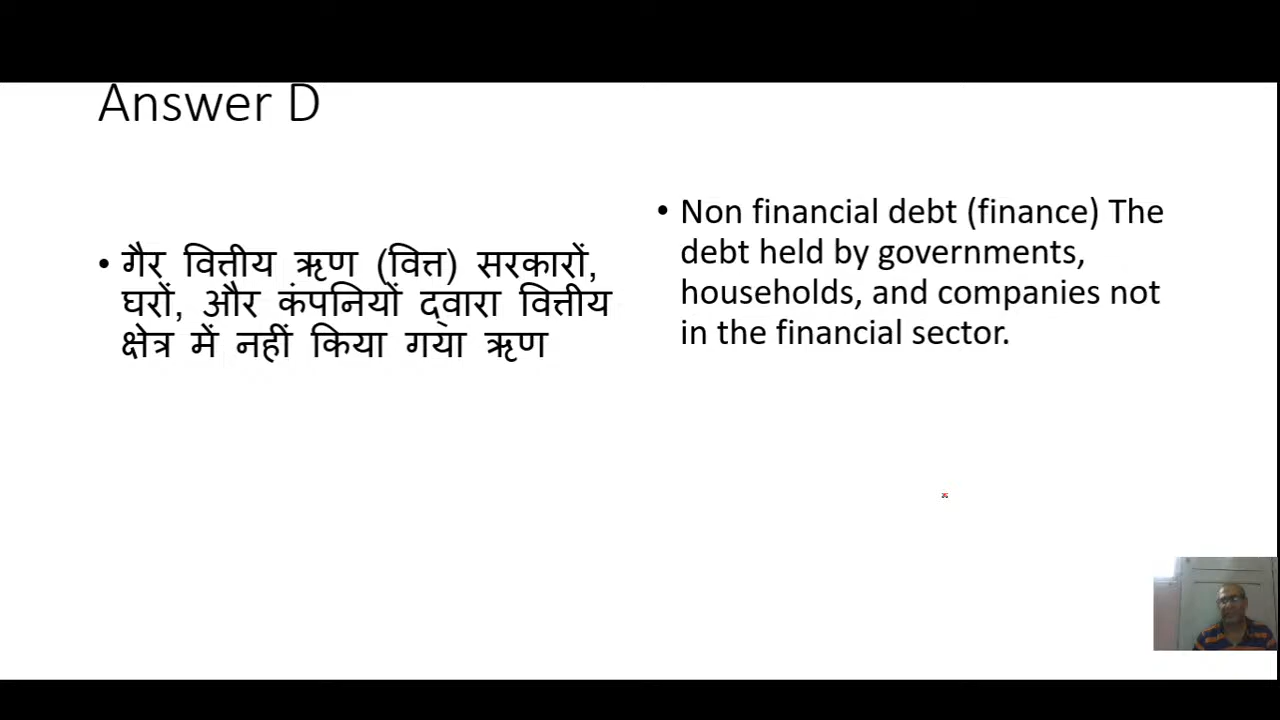 Answer D
• गैर वित्तीय ऋण (वित्त) सरकारों,
घरों, और कंपनियों द्वारा वित्तीय
क्षेत्र में नहीं किया गया ऋण
• Non financial debt (finance) The
debt held by governments,
households, and companies not
in the financial sector.